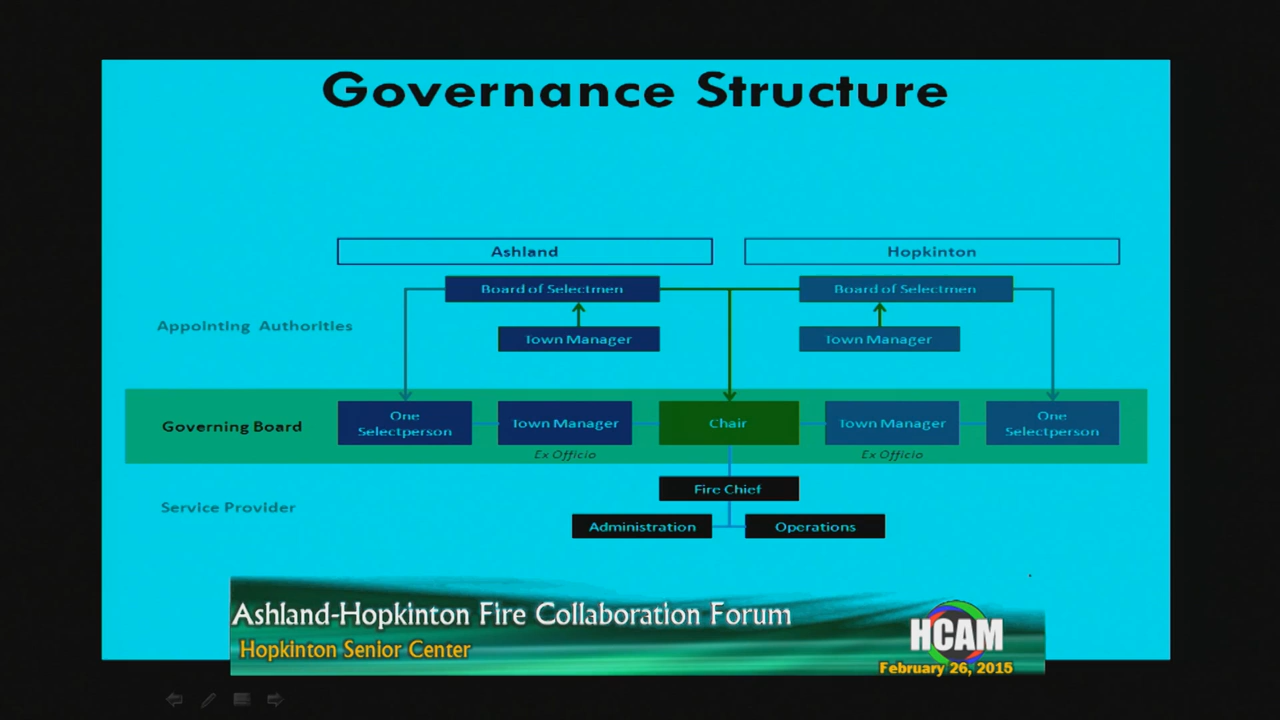 Governance Structure
Ashland
Hopkinton
Board of Selectmen
Board of Selectmen
Appointing Authorities
Town Manager
Town Manager
Governing Board
One
Selectperson
Town Manager
Chair
Town Manager
One
Selectperson
Ex Officio
Ex Officio
Fire Chief
Service Provider
Administration
Operations
Ashland-Hopkinton Fire Collaboration Forum
Hopkinton Senior Center
HCAM
February 26, 2015